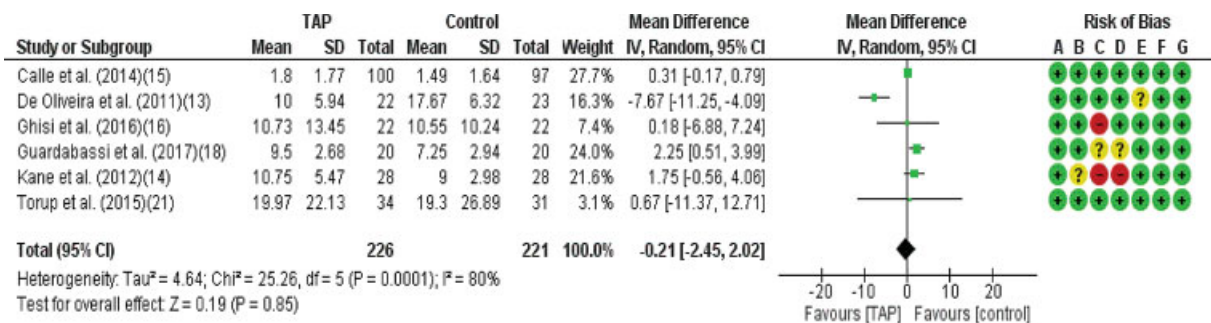 TAP Control Mean Difference Mean Difference Risk of Bias
Study or Subgroup Mean SD Total Mean SD Total Weight IV, Random, 95% CI IV, Random, 95% CI A B C D E F G
Calle et al. (2014)(15) 1.8 1.77 100 1.49 1.64 97 27.7% 0.31 [-0.17, 0.79] + + + + + + +
De Oliveira et al. (2011)(13) 10 5.94 22 17.67 6.32 23 16.3% -7.67 [-11.25, -4.09] + + + + ? + +
Ghisi et al. (2016)(16) 10.73 13.45 22 10.55 10.24 22 7.4% 0.18 [-6.88, 7.24] + + - + + + +
Guardabassi et al. (2017)(18) 9.5 2.68 20 7.25 2.94 20 24.0% 2.25 [0.51, 3.99] + + ? ? + + +
Kane et al. (2012)(14) 10.75 5.47 28 9 2.98 28 21.6% 1.75 [-0.56, 4.06] + ? - - + + +
Torup et al. (2015)(21) 19.97 22.13 34 19.3 26.89 31 3.1% 0.67 [-11.37, 12.71] + + + + + + +
Total (95% CI) 226 221 100.0% -0.21 [-2.45, 2.02]
Heterogeneity: Tau² = 4.64; Chi² = 25.26, df = 5 (P = 0.0001); I² = 80%
Test for overall effect: Z = 0.19 (P = 0.85)
-20 -10 0 10 20
Favours [TAP] Favours [control]